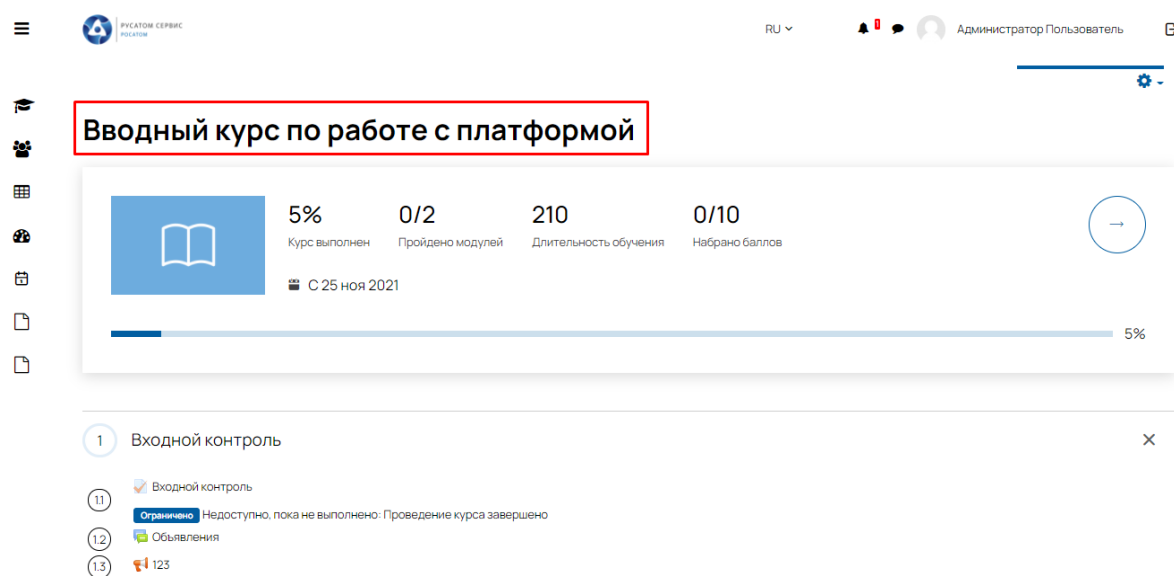 РУСАТОМ СЕРВИС
РОСАТОМ
RU
1
Администратор Пользователь
Вводный курс по работе с платформой
5%
0/2
210
0/10
Курс выполнен
Пройдено модулей
Длительность обучения
Набрано баллов
С 25 ноя 2021
5%
1
Входной контроль
1.1
Входной контроль
Ограничено Недоступно, пока не выполнено: Проведение курса завершено
1.2
Объявления
1.3
123